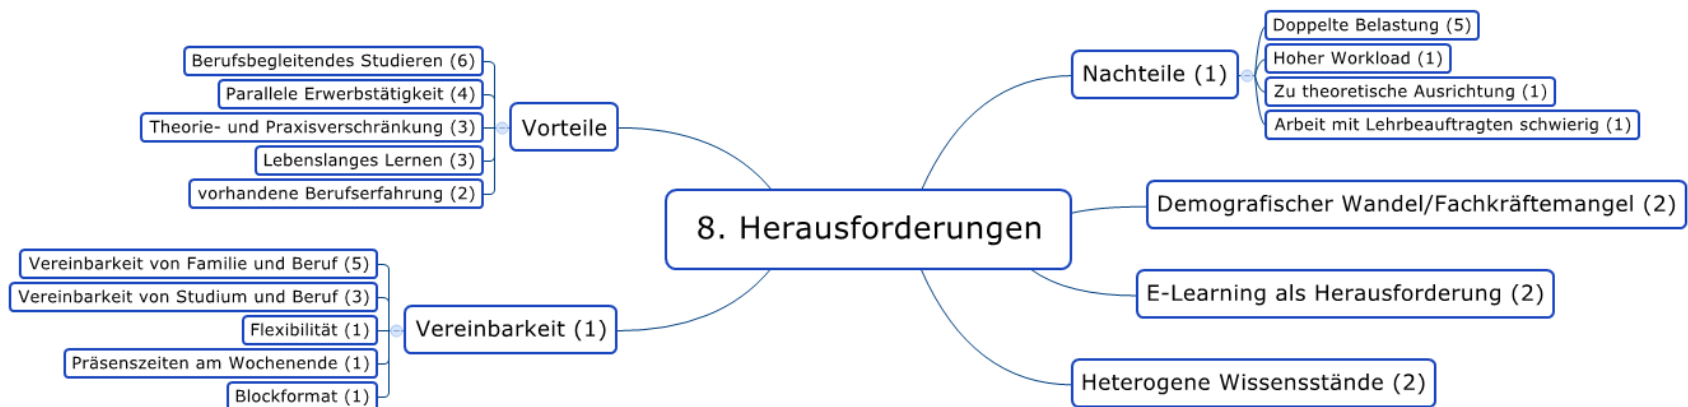 8. Herausforderungen
Vorteile
Berufsbegleitendes Studieren (6)
Parallele Erwerbstätigkeit (4)
Theorie- und Praxisverschränkung (3)
Lebenslanges Lernen (3)
vorhandene Berufserfahrung (2)
Vereinbarkeit (1)
Vereinbarkeit von Familie und Beruf (5)
Vereinbarkeit von Studium und Beruf (3)
Flexibilität (1)
Präsenszeiten am Wochenende (1)
Blockformat (1)
Nachteile (1)
Doppelte Belastung (5)
Hoher Workload (1)
Zu theoretische Ausrichtung (1)
Arbeit mit Lehrbeauftragten schwierig (1)
Demografischer Wandel/Fachkräftemangel (2)
E-Learning als Herausforderung (2)
Heterogene Wissensstände (2)